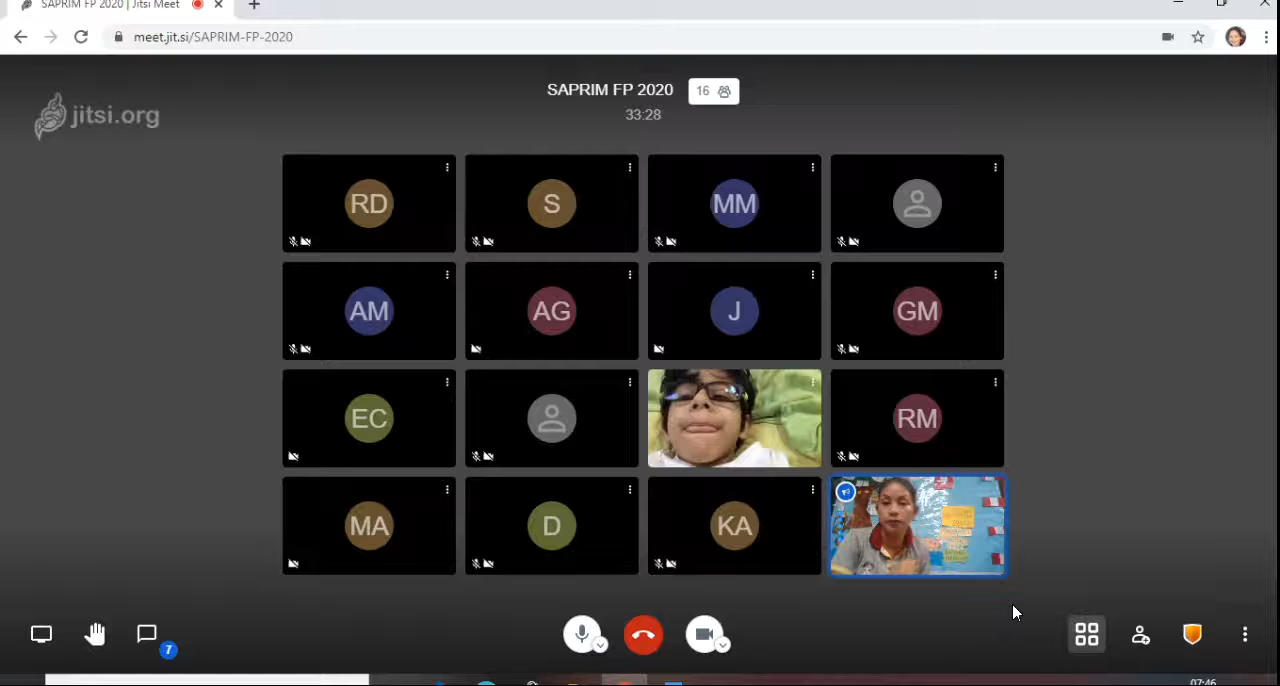 SAPRIM FP 2020 | Jitsi Meet
meet.jit.si/SAPRIM-FP-2020
SAPRIM FP 2020 16
33:28
jitsi.org
RD S MM
AM AG J GM
EC RM
MA D KA
7
07:46